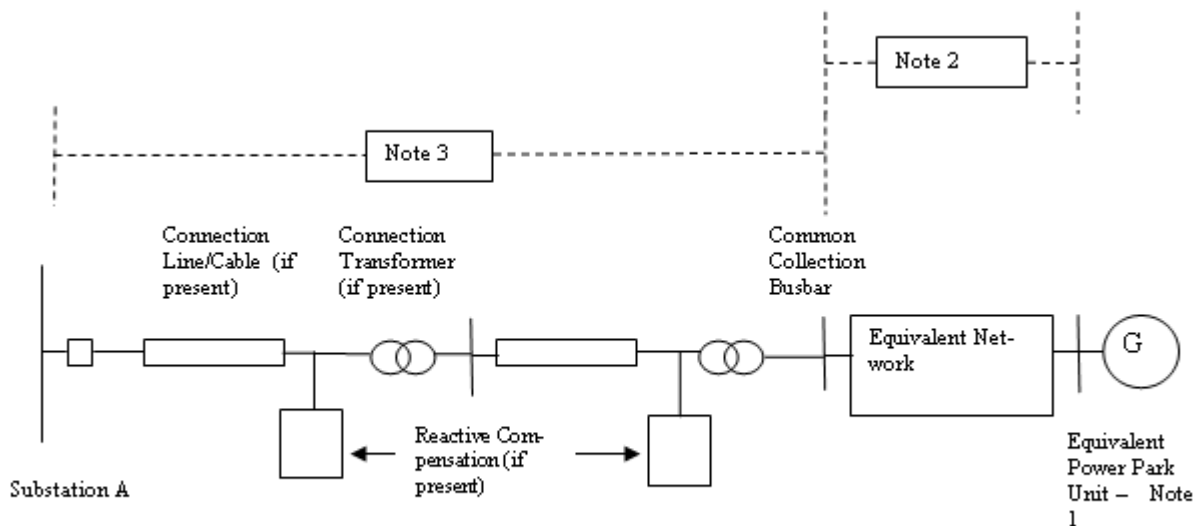 Note 2
Note 3
Connection
Line/Cable (if
present)
Connection
Transformer
(if present)
Common
Collection
Busbar
Equivalent Net-
work
G
Reactive Com-
pensation (if
present)
Substation A
Equivalent
Power Park
Unit – Note
1